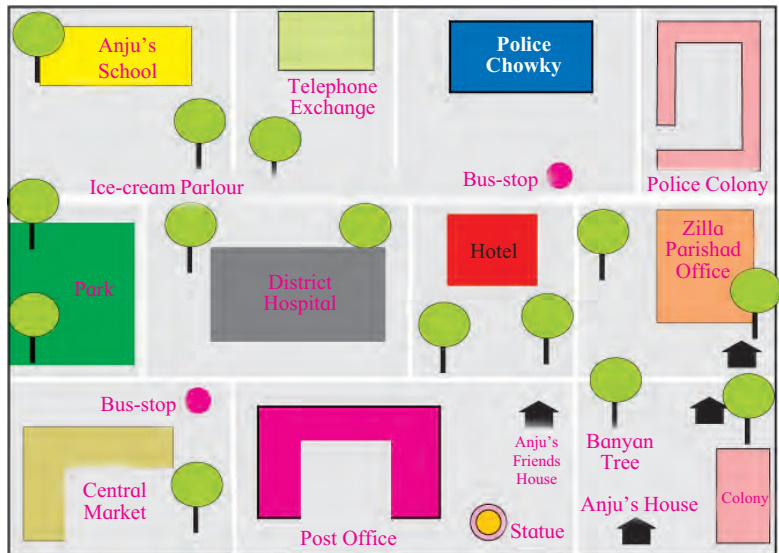 Anju's
School
Telephone
Exchange
Police
Chowky
Ice-cream Parlour
Bus-stop
Police Colony
Park
District
Hospital
Hotel
Zilla
Parishad
Office
Bus-stop
Central
Market
Post Office
Anju's
Friends
House
Statue
Banyan
Tree
Anju's House
Colony